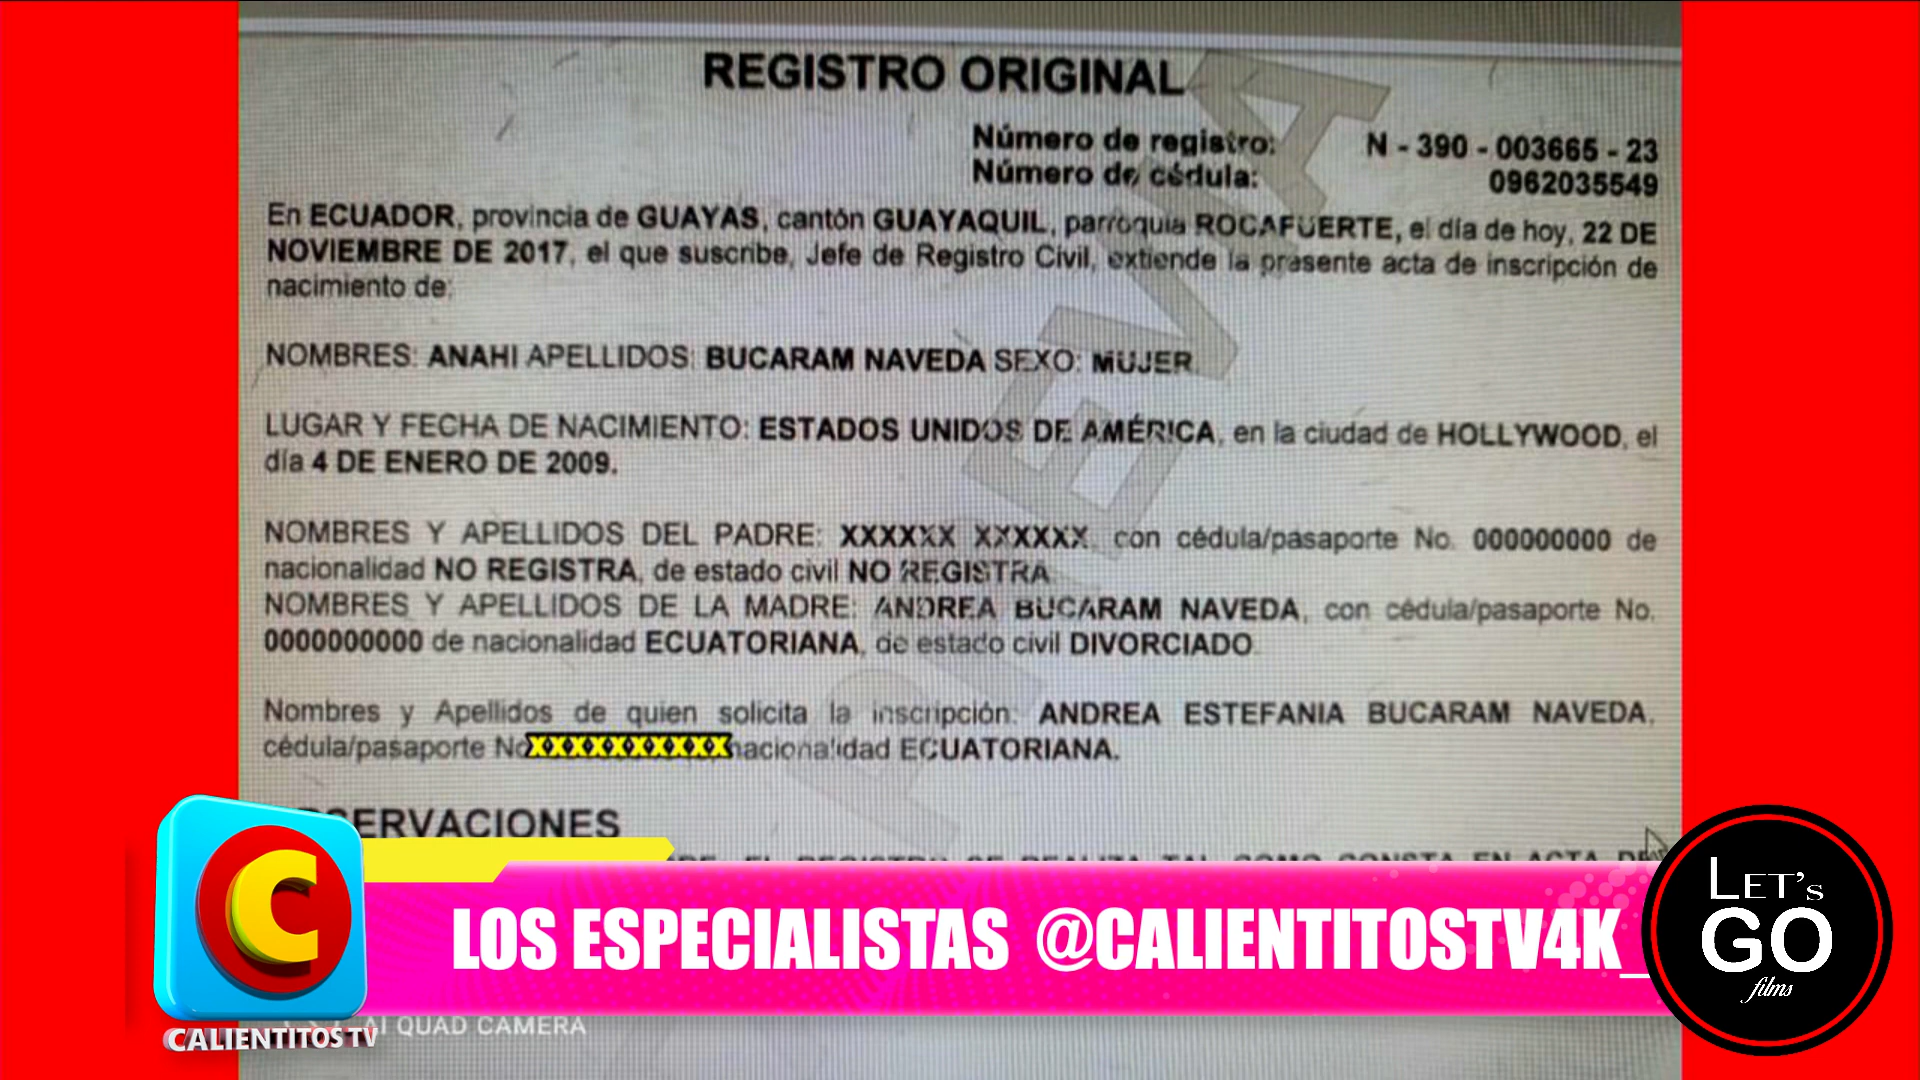 REGISTRO ORIGINAL
Número de registro: N - 390 - 003665 - 23
Número de cédula: 0962035549
En ECUADOR, provincia de GUAYAS, cantón GUAYAQUIL, parroquia ROCAFUERTE, el día de hoy, 22 DE
NOVIEMBRE DE 2017, el que suscribe, Jefe de Registro Civil, extiende la presente acta de inscripción de
nacimiento de:
NOMBRES: ANAHI APELLIDOS: BUCARAM NAVEDA SEXO: MUJER
LUGAR Y FECHA DE NACIMIENTO: ESTADOS UNIDOS DE AMÉRICA, en la ciudad de HOLLYWOOD, el
día 4 DE ENERO DE 2009.
NOMBRES Y APELLIDOS DEL PADRE: XXXXXX XXXXXX, con cédula/pasaporte No. 000000000 de
nacionalidad NO REGISTRA, de estado civil NO REGISTRA
NOMBRES Y APELLIDOS DE LA MADRE: ANDREA BUCARAM NAVEDA, con cédula/pasaporte No.
0000000000 de nacionalidad ECUATORIANA, de estado civil DIVORCIADO
Nombres y Apellidos de quien solicita la inscripción: ANDREA ESTEFANIA BUCARAM NAVEDA,
cédula/pasaporte No XXXXXXXXXX nacionalidad ECUATORIANA.
LOS ESPECIALISTAS @CALIENTITOSTV4K_
C
CALIENTITOS TV
AI QUAD CAMERA
LET'S
GO
films